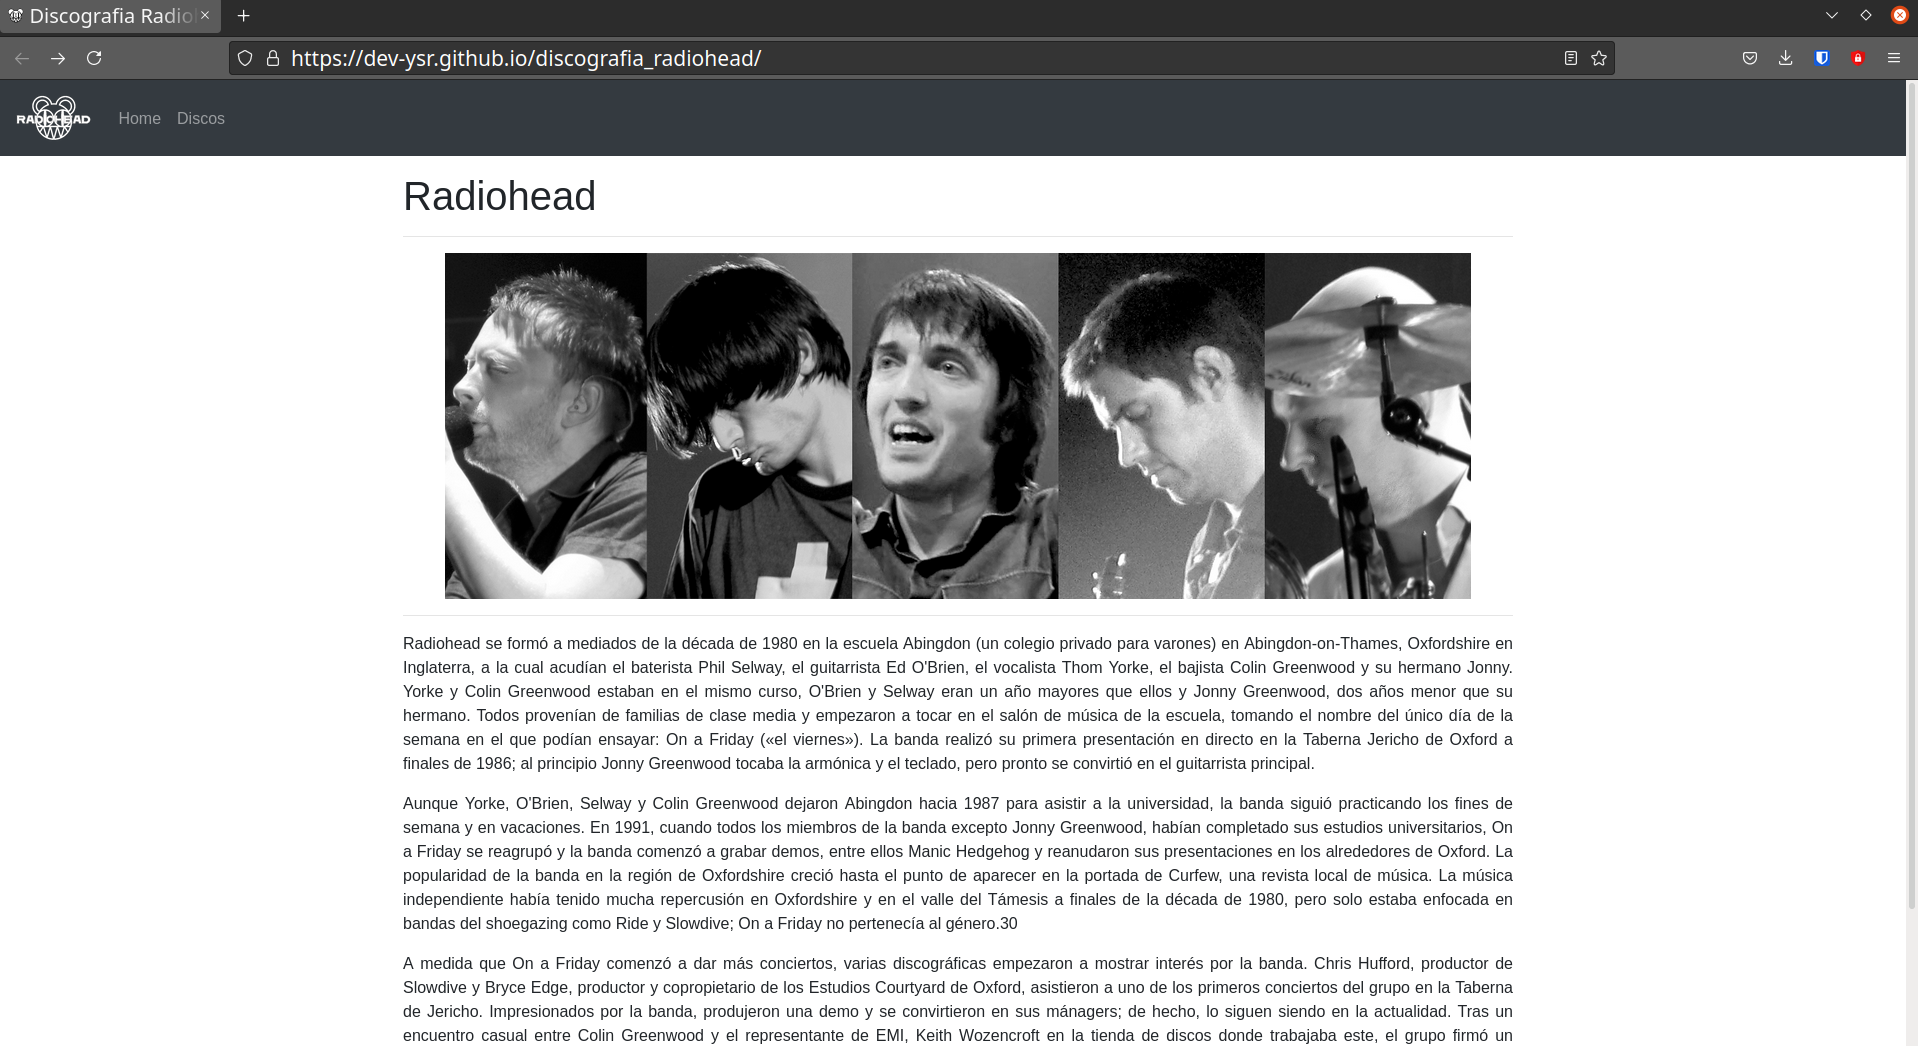 Discografia Radio
https://dev-ysr.github.io/discografia_radiohead/
RADIOHEAD
Home Discos
Radiohead
Radiohead se formó a mediados de la década de 1980 en la escuela Abingdon (un colegio privado para varones) en Abingdon-on-Thames, Oxfordshire en
Inglaterra, a la cual acudían el baterista Phil Selway, el guitarrista Ed O'Brien, el vocalista Thom Yorke, el bajista Colin Greenwood y su hermano Jonny.
Yorke y Colin Greenwood estaban en el mismo curso, O'Brien y Selway eran un año mayores que ellos y Jonny Greenwood, dos años menor que su
hermano. Todos provenían de familias de clase media y empezaron a tocar en el salón de música de la escuela, tomando el nombre del único día de la
semana en el que podían ensayar: On a Friday («el viernes»). La banda realizó su primera presentación en directo en la Taberna Jericho de Oxford a
finales de 1986; al principio Jonny Greenwood tocaba la armónica y el teclado, pero pronto se convirtió en el guitarrista principal.
Aunque Yorke, O'Brien, Selway y Colin Greenwood dejaron Abingdon hacia 1987 para asistir a la universidad, la banda siguió practicando los fines de
semana y en vacaciones. En 1991, cuando todos los miembros de la banda excepto Jonny Greenwood, habían completado sus estudios universitarios, On
a Friday se reagrupó y la banda comenzó a grabar demos, entre ellos Manic Hedgehog y reanudaron sus presentaciones en los alrededores de Oxford. La
popularidad de la banda en la región de Oxfordshire creció hasta el punto de aparecer en la portada de Curfew, una revista local de música. La música
independiente había tenido mucha repercusión en Oxfordshire y en el valle del Támesis a finales de la década de 1980, pero solo estaba enfocada en
bandas del shoegazing como Ride y Slowdive; On a Friday no pertenecía al género.30
A medida que On a Friday comenzó a dar más conciertos, varias discográficas empezaron a mostrar interés por la banda. Chris Hufford, productor de
Slowdive y Bryce Edge, productor y copropietario de los Estudios Courtyard de Oxford, asistieron a uno de los primeros conciertos del grupo en la Taberna
de Jericho. Impresionados por la banda, produjeron una demo y se convirtieron en sus mánagers; de hecho, lo siguen siendo en la actualidad. Tras un
encuentro casual entre Colin Greenwood y el representante de EMI, Keith Wozencroft en la tienda de discos donde trabajaba este, el grupo firmó un